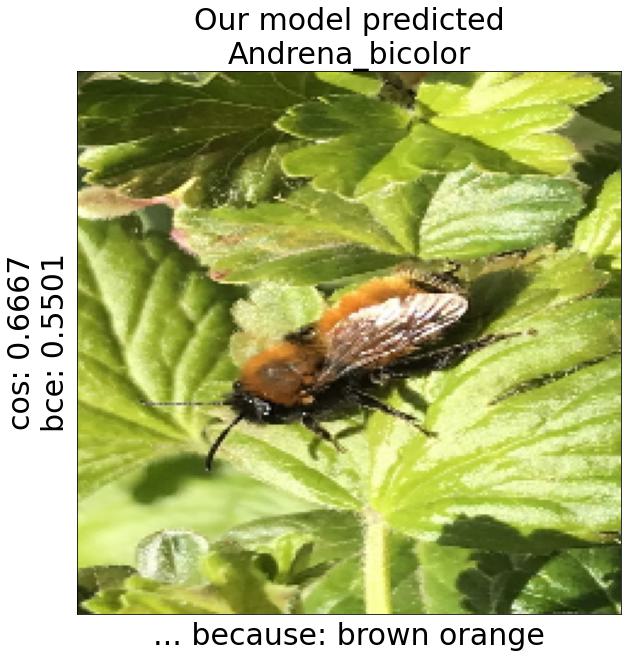 Our model predicted
Andrena_bicolor
cos: 0.6667
bce: 0.5501
... because: brown orange